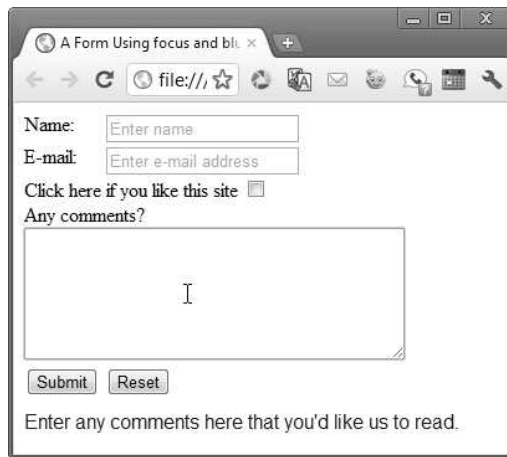 A Form Using focus and blu
file:///
Name: Enter name
E-mail: Enter e-mail address
Click here if you like this site
Any comments?
Submit Reset
Enter any comments here that you'd like us to read.